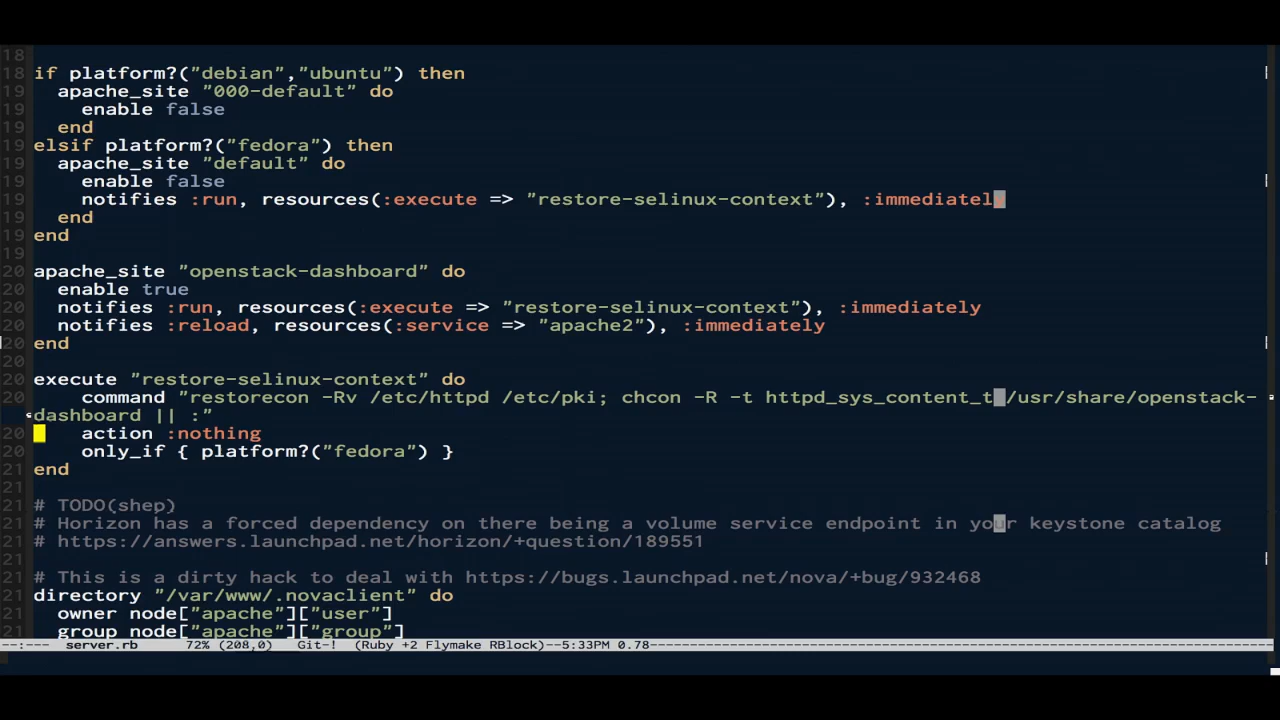 18
18 if platform?("debian","ubuntu") then
19   apache_site "000-default" do
19     enable false
19   end
19 elsif platform?("fedora") then
19   apache_site "default" do
19     enable false
19     notifies :run, resources(:execute => "restore-selinux-context"), :immediately
19   end
19 end
19
20 apache_site "openstack-dashboard" do
20   enable true
20   notifies :run, resources(:execute => "restore-selinux-context"), :immediately
20   notifies :reload, resources(:service => "apache2"), :immediately
20 end
20
20 execute "restore-selinux-context" do
20     command "restorecon -Rv /etc/httpd /etc/pki; chcon -R -t httpd_sys_content_t /usr/share/openstack-
dashboard || :"
20     action :nothing
20     only_if { platform?("fedora") }
21 end
21
21 # TODO(shep)
21 # Horizon has a forced dependency on there being a volume service endpoint in your keystone catalog
21 # https://answers.launchpad.net/horizon/+question/189551
21
21 # This is a dirty hack to deal with https://bugs.launchpad.net/nova/+bug/932468
21 directory "/var/www/.novaclient" do
21   owner node["apache"]["user"]
21   group node["apache"]["group"]
--:---  server.rb      72% (208,0)    Git-!  (Ruby +2 Flymake RBlock)--5:33PM 0.78--------------------